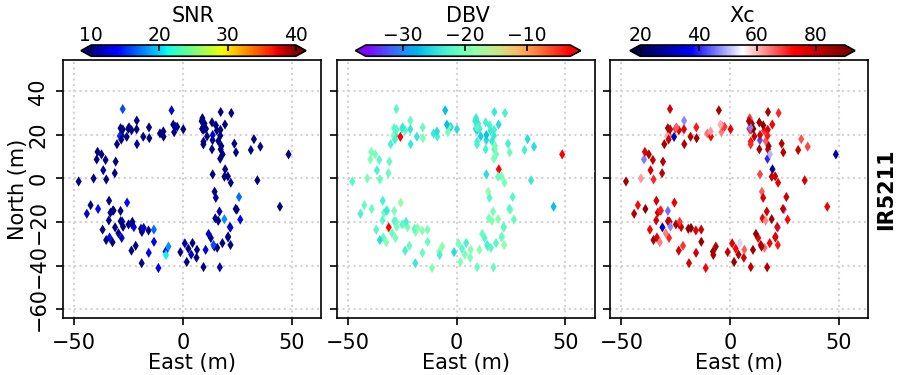 SNR
DBV
Xc
10 20 30 40
−30 −20 −10
20 40 60 80
40
20
0
−20
−40
−60
North (m)
−50 0 50
−50 0 50
−50 0 50
East (m)
East (m)
East (m)
IR5211